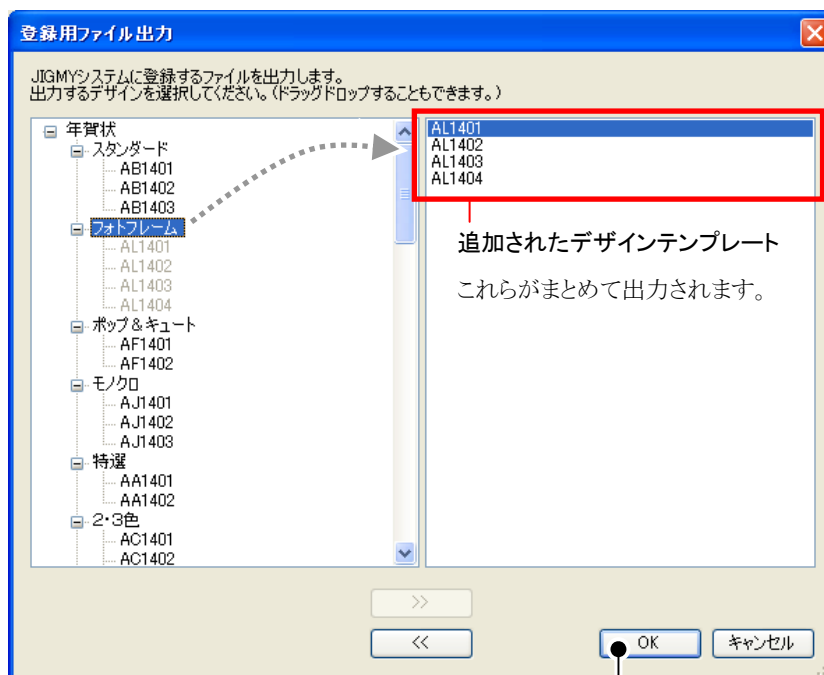 登録用ファイル出力
JIGMYシステムに登録するファイルを出力します。
出力するデザインを選択してください。(ドラッグドロップすることもできます。)
年賀状
スタンダード
AB1401
AB1402
AB1403
フォトフレーム
AL1401
AL1402
AL1403
AL1404
ポップ&キュート
AF1401
AF1402
モノクロ
AJ1401
AJ1402
AJ1403
特選
AA1401
AA1402
2・3色
AC1401
AC1402
AL1401
AL1402
AL1403
AL1404
追加されたデザインテンプレート
これらがまとめて出力されます。
>>
<<
OK
キャンセル